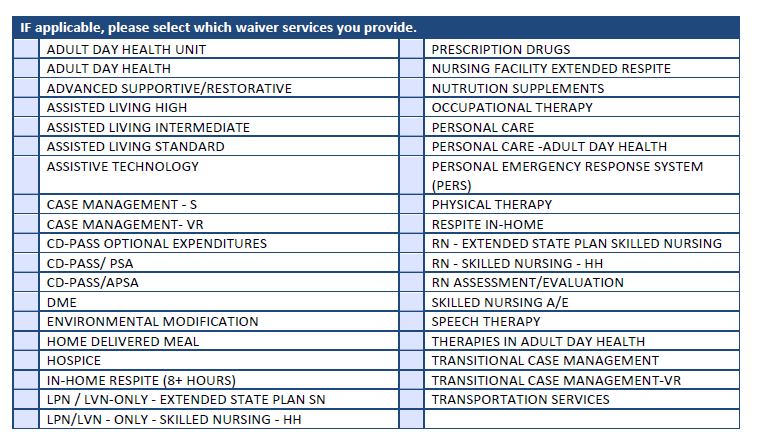 IF applicable, please select which waiver services you provide.
ADULT DAY HEALTH UNIT
ADULT DAY HEALTH
ADVANCED SUPPORTIVE/RESTORATIVE
ASSISTED LIVING HIGH
ASSISTED LIVING INTERMEDIATE
ASSISTED LIVING STANDARD
ASSISTIVE TECHNOLOGY
CASE MANAGEMENT - S
CASE MANAGEMENT- VR
CD-PASS OPTIONAL EXPENDITURES
CD-PASS/ PSA
CD-PASS/APSA
DME
ENVIRONMENTAL MODIFICATION
HOME DELIVERED MEAL
HOSPICE
IN-HOME RESPITE (8+ HOURS)
LPN / LVN-ONLY - EXTENDED STATE PLAN SN
LPN/LVN - ONLY - SKILLED NURSING - HH
PRESCRIPTION DRUGS
NURSING FACILITY EXTENDED RESPITE
NUTRUTION SUPPLEMENTS
OCCUPATIONAL THERAPY
PERSONAL CARE
PERSONAL CARE -ADULT DAY HEALTH
PERSONAL EMERGENCY RESPONSE SYSTEM
(PERS)
PHYSICAL THERAPY
RESPITE IN-HOME
RN - EXTENDED STATE PLAN SKILLED NURSING
RN - SKILLED NURSING - HH
RN ASSESSMENT/EVALUATION
SKILLED NURSING A/E
SPEECH THERAPY
THERAPIES IN ADULT DAY HEALTH
TRANSITIONAL CASE MANAGEMENT
TRANSITIONAL CASE MANAGEMENT-VR
TRANSPORTATION SERVICES